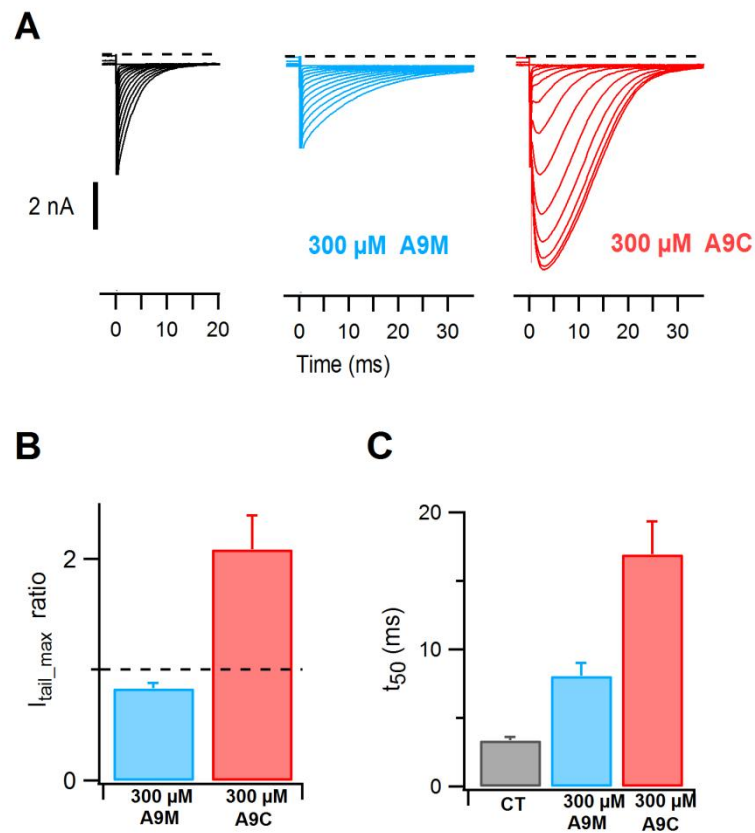 A
2 nA
300 µM A9M
300 µM A9C
0 10 20
0 10 20 30
0 10 20 30
Time (ms)
B
I_tail_max ratio
2
0
300 µM
A9M
300 µM
A9C
C
t50 (ms)
20
10
0
CT
300 µM
A9M
300 µM
A9C